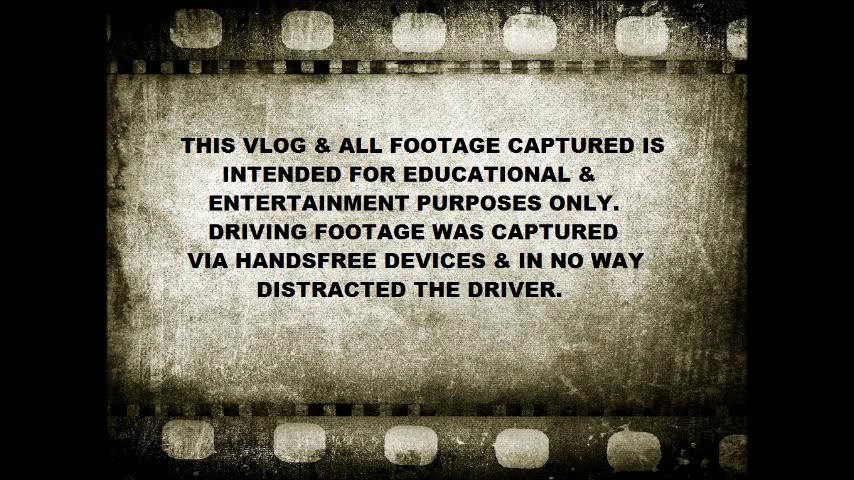 THIS VLOG & ALL FOOTAGE CAPTURED IS
INTENDED FOR EDUCATIONAL &
ENTERTAINMENT PURPOSES ONLY.
DRIVING FOOTAGE WAS CAPTURED
VIA HANDSFREE DEVICES & IN NO WAY
DISTRACTED THE DRIVER.